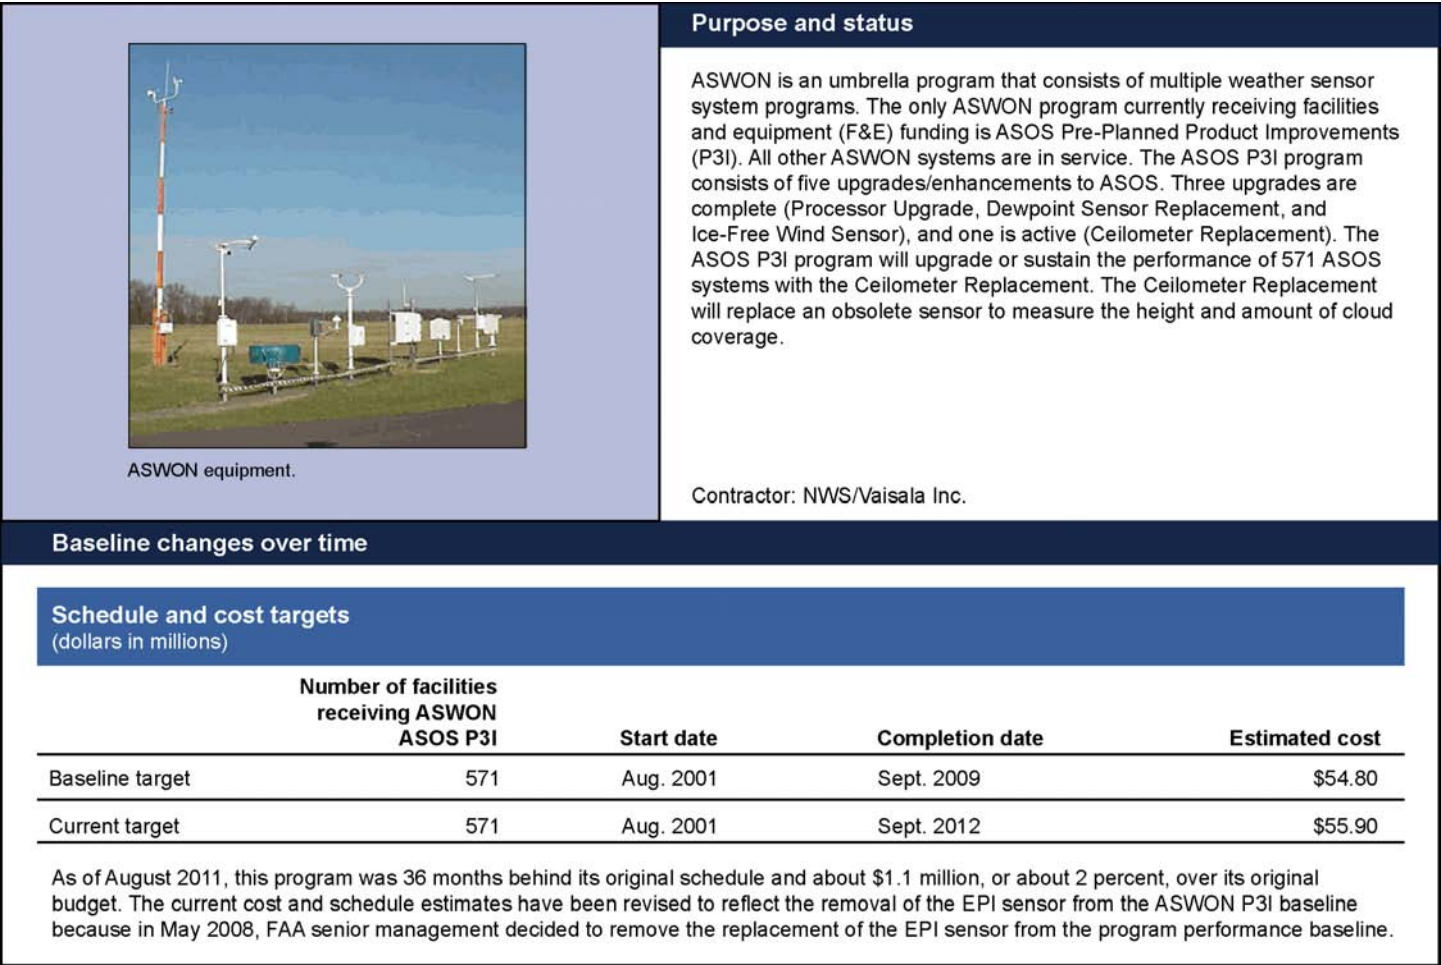 ASWON equipment.
Purpose and status
ASWON is an umbrella program that consists of multiple weather sensor
system programs. The only ASWON program currently receiving facilities
and equipment (F&E) funding is ASOS Pre-Planned Product Improvements
(P3I). All other ASWON systems are in service. The ASOS P3I program
consists of five upgrades/enhancements to ASOS. Three upgrades are
complete (Processor Upgrade, Dewpoint Sensor Replacement, and
Ice-Free Wind Sensor), and one is active (Ceilometer Replacement). The
ASOS P3I program will upgrade or sustain the performance of 571 ASOS
systems with the Ceilometer Replacement. The Ceilometer Replacement
will replace an obsolete sensor to measure the height and amount of cloud
coverage.
Contractor: NWS/Vaisala Inc.
Baseline changes over time
Schedule and cost targets
(dollars in millions)
Number of facilities
receiving ASWON
ASOS P3I Start date Completion date Estimated cost
Baseline target 571 Aug. 2001 Sept. 2009 $54.80
Current target 571 Aug. 2001 Sept. 2012 $55.90
As of August 2011, this program was 36 months behind its original schedule and about $1.1 million, or about 2 percent, over its original
budget. The current cost and schedule estimates have been revised to reflect the removal of the EPI sensor from the ASWON P3I baseline
because in May 2008, FAA senior management decided to remove the replacement of the EPI sensor from the program performance baseline.